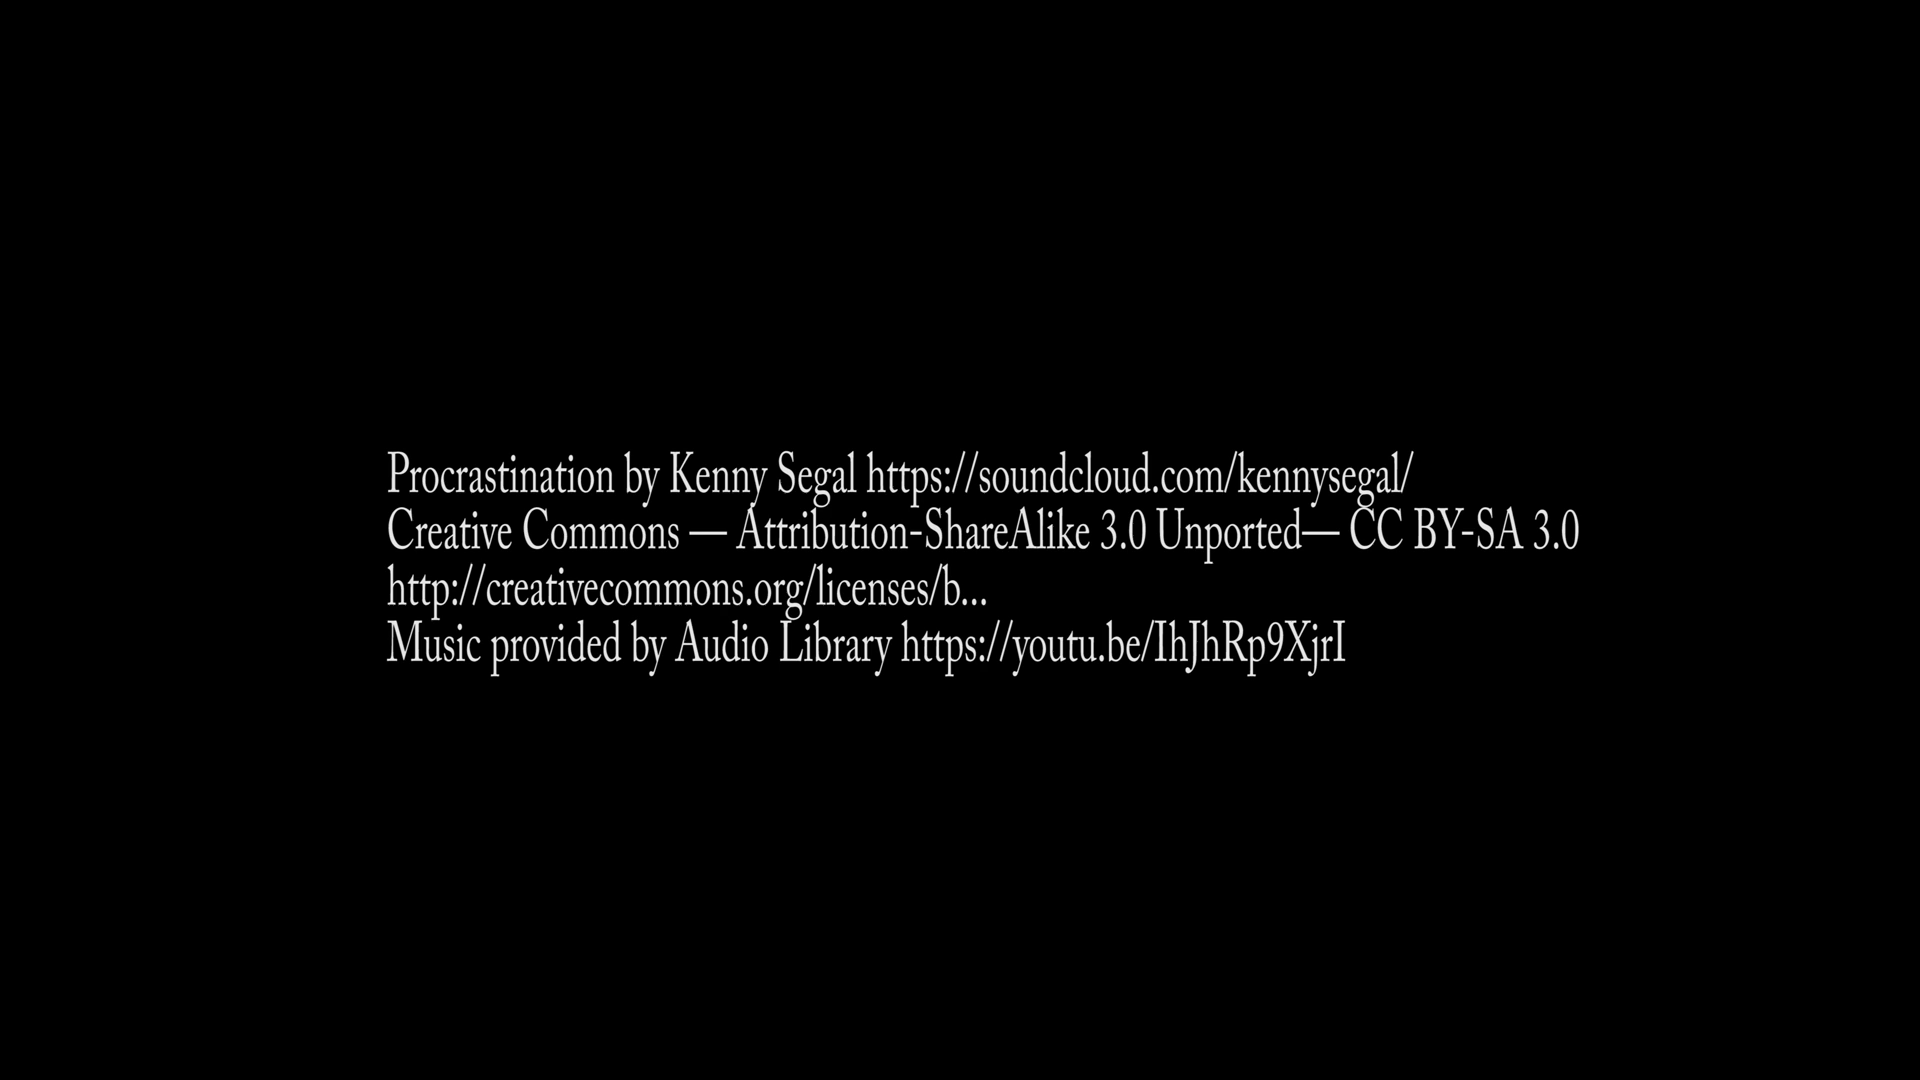 Procrastination by Kenny Segal https://soundcloud.com/kennysegal/
Creative Commons — Attribution-ShareAlike 3.0 Unported— CC BY-SA 3.0
http://creativecommons.org/licenses/b...
Music provided by Audio Library https://youtu.be/IhJhRp9XjrI